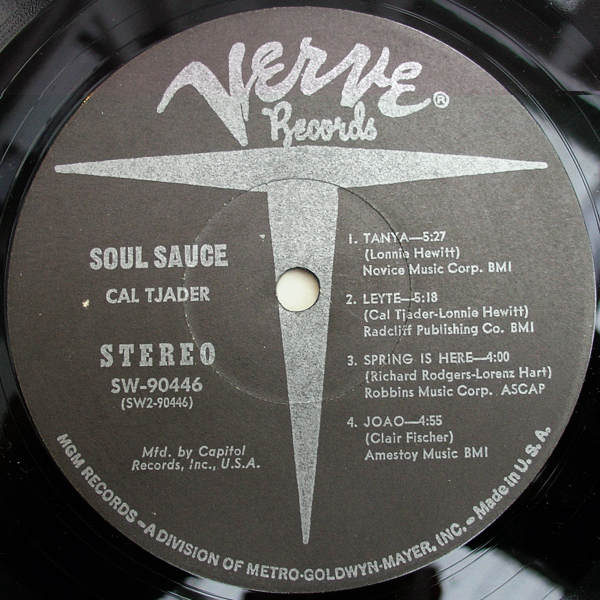 Verve®
Records
SOUL SAUCE
CAL TJADER
STEREO
SW-90446
(SW2-90446)
Mfd. by Capitol
Records, Inc., U.S.A.
1. TANYA—5:27
(Lonnie Hewitt)
Novice Music Corp. BMI
2. LEYTE—5:18
(Cal Tjader-Lonnie Hewitt)
Radcliff Publishing Co. BMI
3. SPRING IS HERE—4:00
(Richard Rodgers-Lorenz Hart)
Robbins Music Corp. ASCAP
4. JOAO—4:55
(Clair Fischer)
Amestoy Music BMI
MGM RECORDS – A DIVISION OF METRO-GOLDWYN-MAYER, INC. – Made in U.S.A.